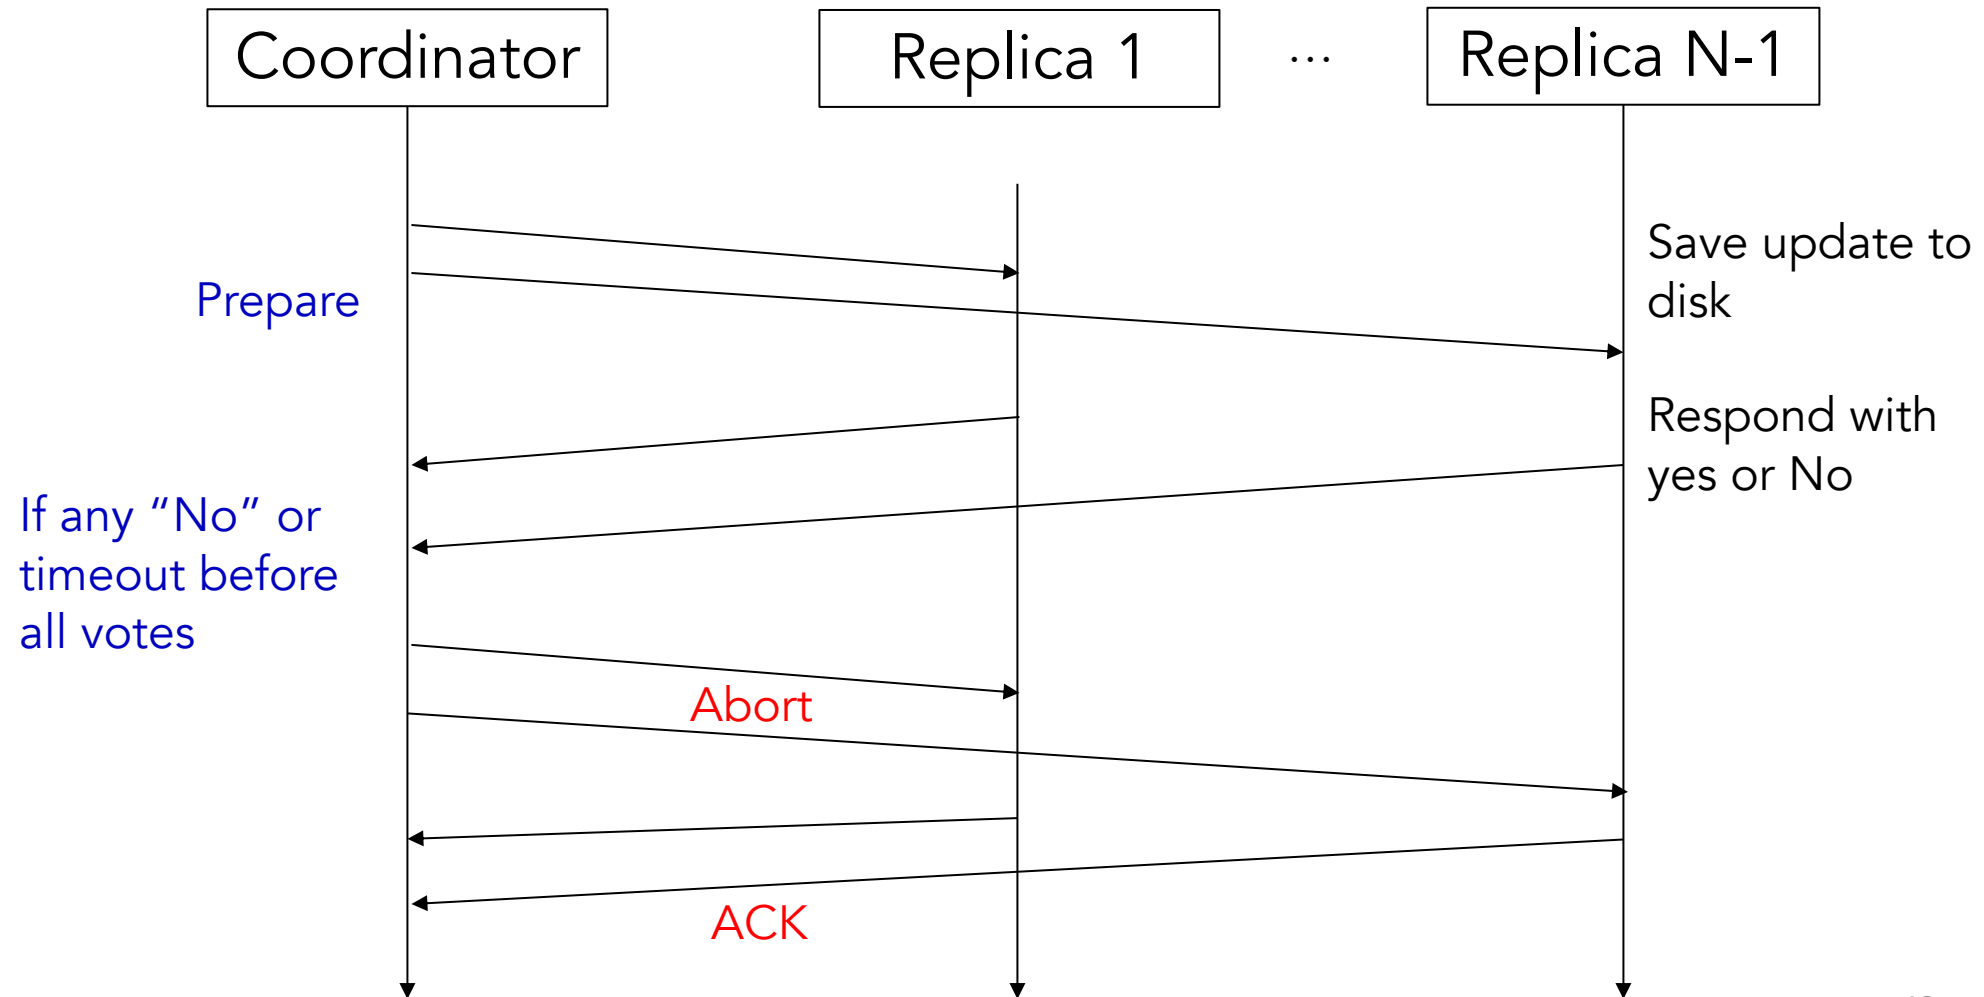 Coordinator
Replica 1
...
Replica N-1
Save update to
disk
Prepare
Respond with
yes or No
If any “No” or
timeout before
all votes
Abort
ACK